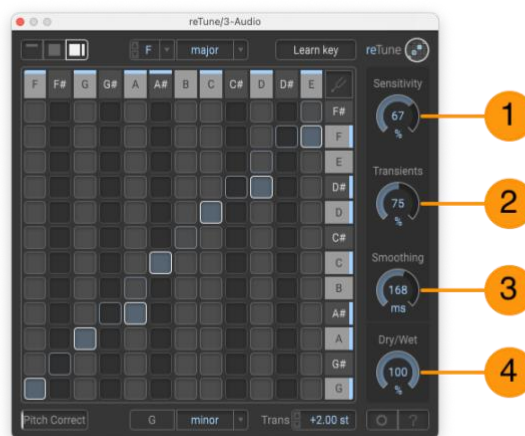 reTune/3-Audio
F major Learn key reTune
F F# G G# A A# B C C# D D# E
Sensitivity
67
%
1
F#
F
E
Transients
75
%
2
D#
D
C#
C
Smoothing
168
ms
3
B
A#
A
Dry/Wet
100
%
4
G#
G
Pitch Correct G minor Trans +2.00 st ?